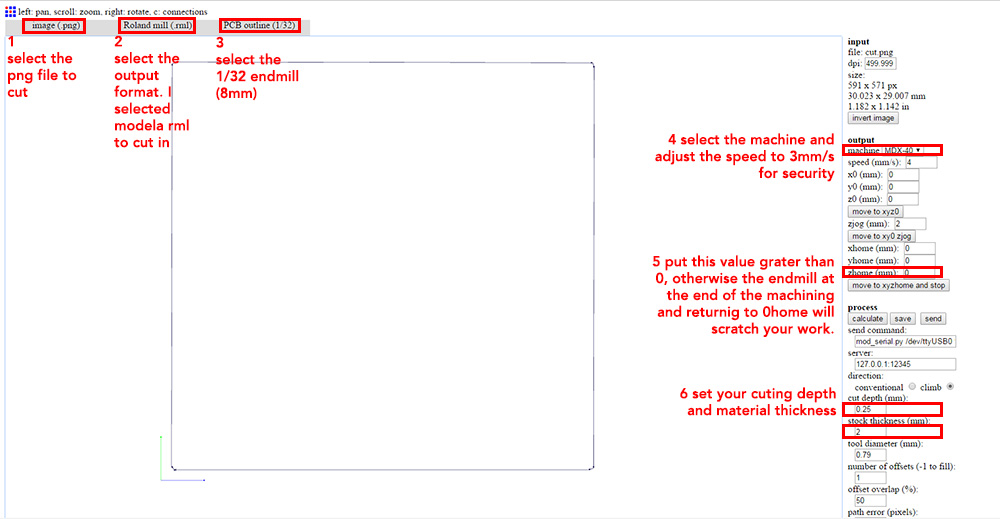 left: pan, scroll: zoom, right: rotate, c: connections
image (.png)
Roland mill (.rml)
PCB outline (1/32)
1
select the
png file to
cut
2
select the
output
format. I
selected
modela rml
to cut in
3
select the
1/32 endmill
(8mm)
4 select the machine and
adjust the speed to 3mm/s
for security
5 put this value grater than
0, otherwise the endmill at
the end of the machining
and returnig to 0home will
scratch your work.
6 set your cuting depth
and material thickness
input
file: cut.png
dpi: 499.999
size:
591 x 571 px
30.023 x 29.007 mm
1.182 x 1.142 in
invert image
output
machine MDX-40
speed (mm/s): 4
x0 (mm): 0
y0 (mm): 0
z0 (mm): 0
move to xyz0
zjog (mm): 2
move to xy0 zjog
xhome (mm): 0
yhome (mm): 0
zhome (mm): 0
move to xyzhome and stop
process
calculate save send
send command:
mod_serial.py /dev/ttyUSB0
server:
127.0.0.1:12345
direction:
conventional climb
cut depth (mm):
0.25
stock thickness (mm):
2
tool diameter (mm):
0.79
number of offsets (-1 to fill):
1
offset overlap (%):
50
path error (pixels):